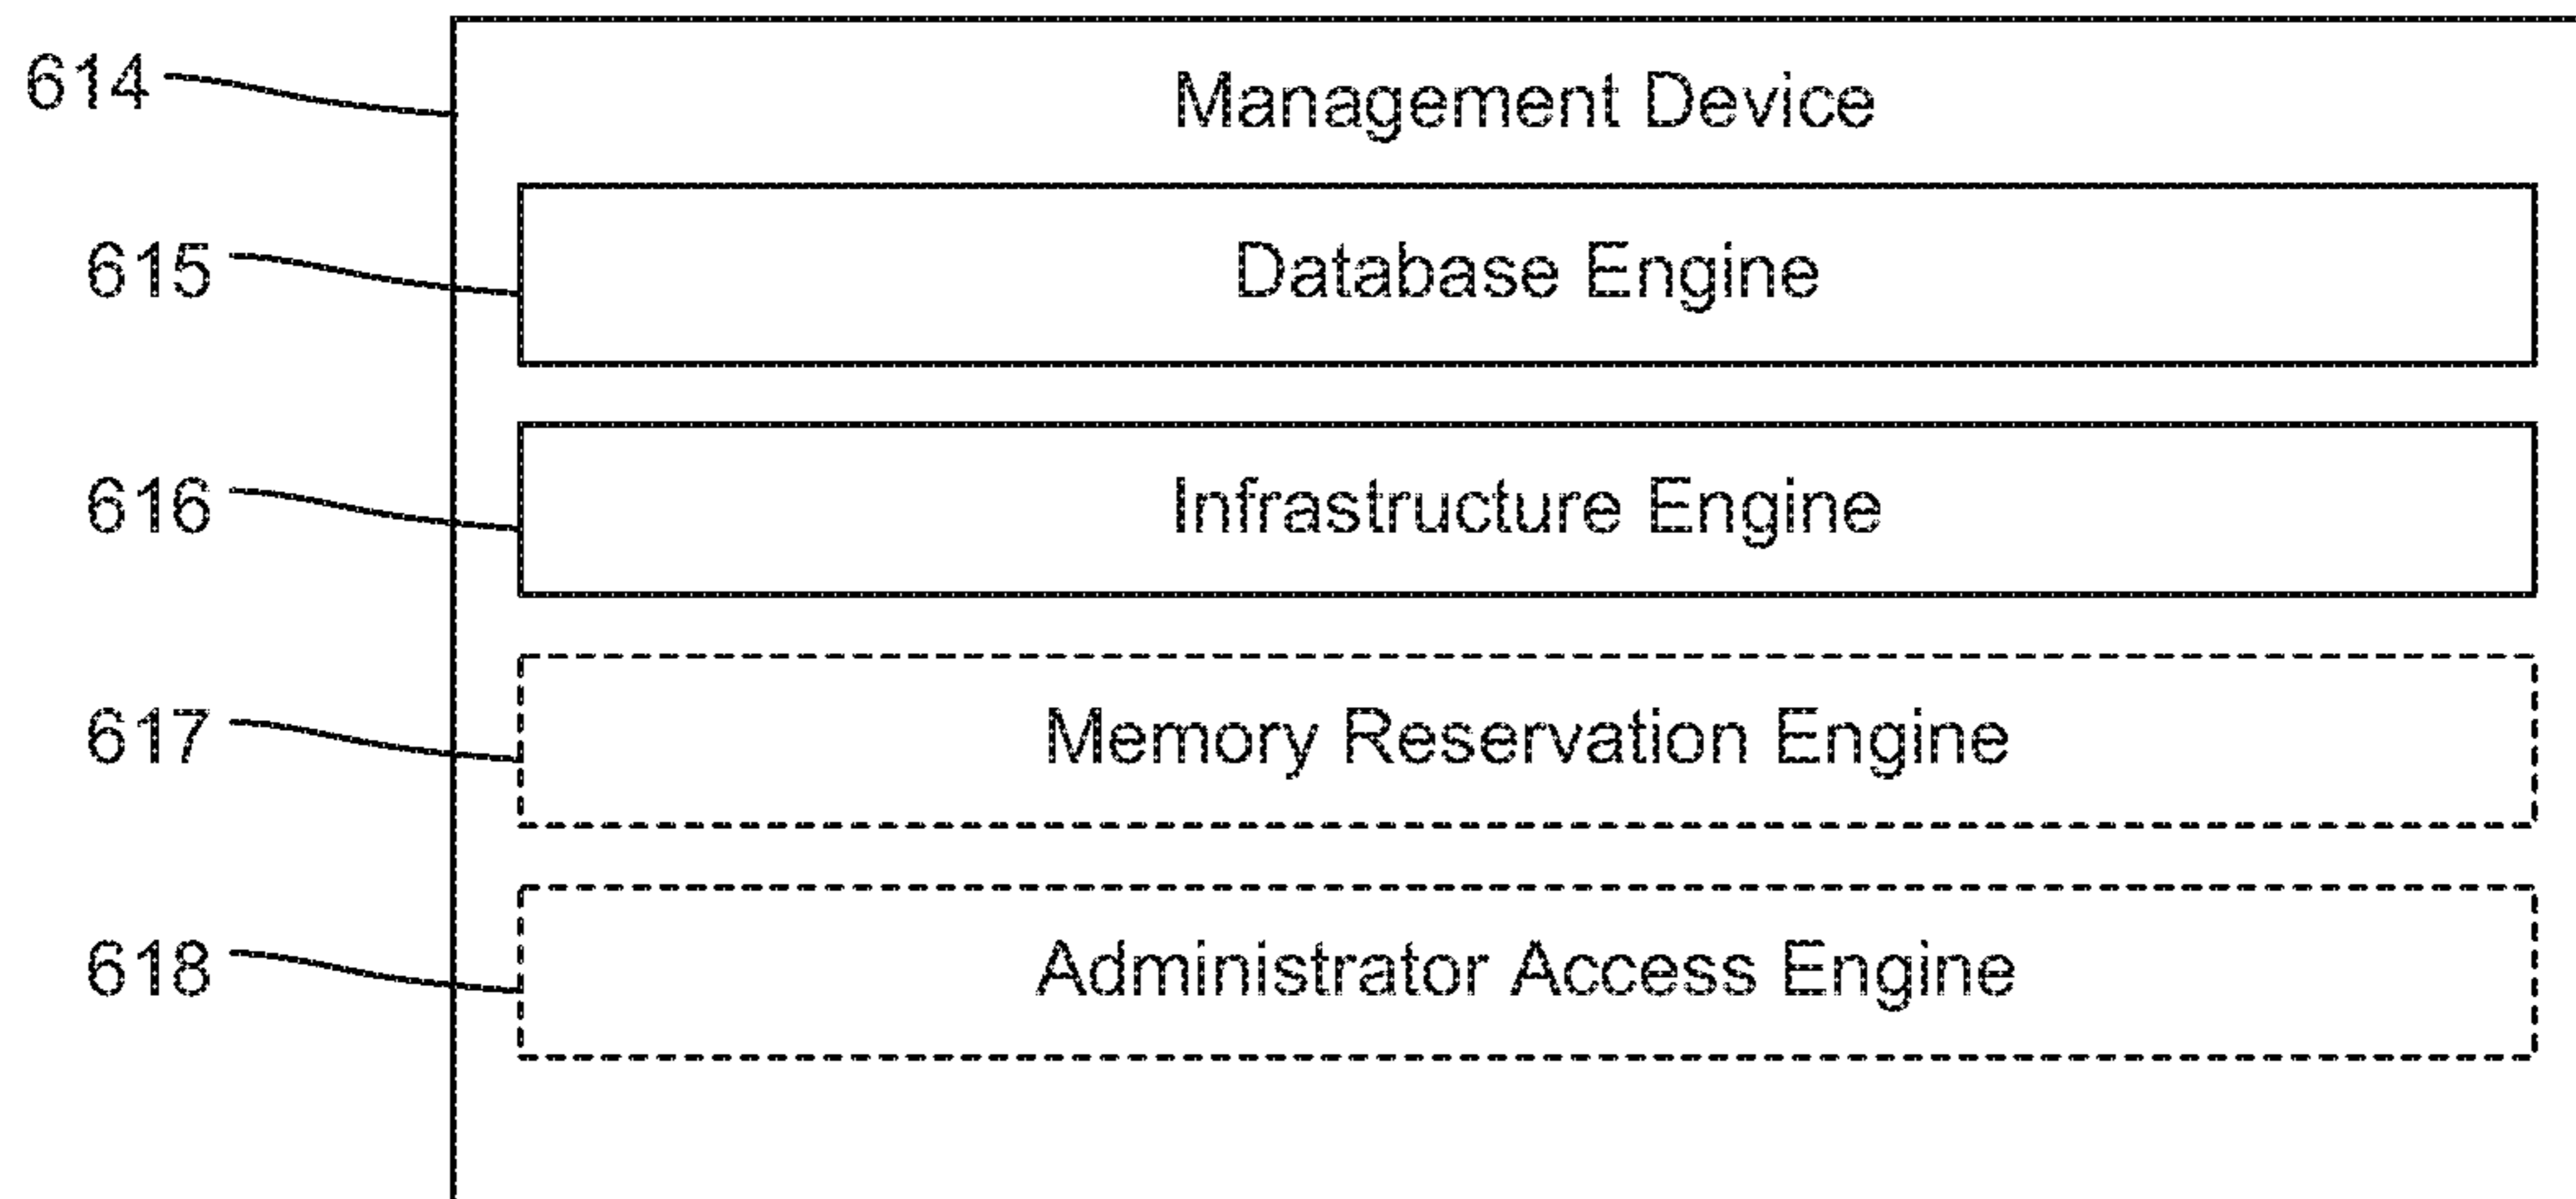 614 Management Device
615 Database Engine
616 Infrastructure Engine
617 Memory Reservation Engine
618 Administrator Access Engine